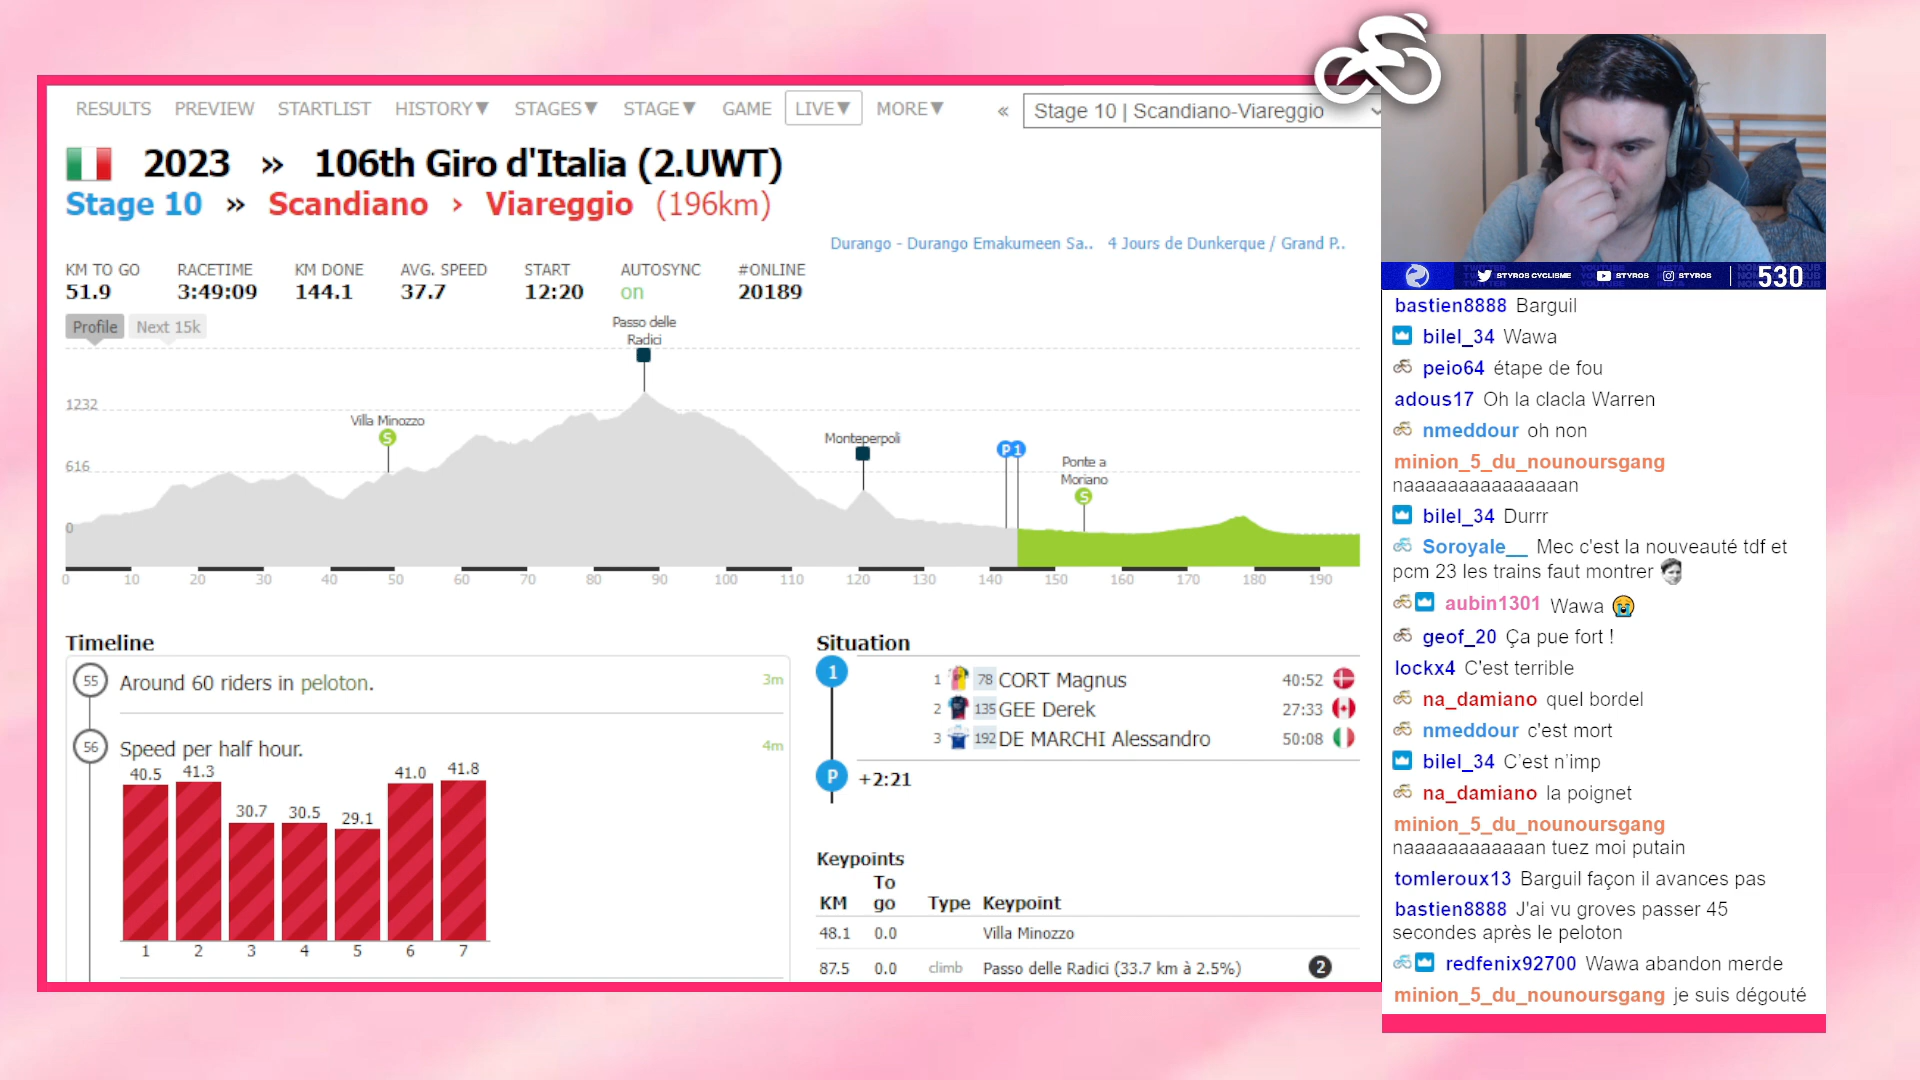 RESULTS PREVIEW STARTLIST HISTORY▼ STAGES▼ STAGE▼ GAME LIVE▼ MORE▼ « Stage 10 | Scandiano-Viareggio
2023 » 106th Giro d'Italia (2.UWT)
Stage 10 » Scandiano › Viareggio (196km)
Durango - Durango Emakumeen Sa.. 4 Jours de Dunkerque / Grand P..
KM TO GO RACETIME KM DONE AVG. SPEED START AUTOSYNC #ONLINE
51.9 3:49:09 144.1 37.7 12:20 on 20189
Profile Next 15k
Passo delle
Radici
1232
Villa Minozzo
S
Monteperpoli
P 1
616
Ponte a
Moriano
S
0
0 10 20 30 40 50 60 70 80 90 100 110 120 130 140 150 160 170 180 190
Timeline
55 Around 60 riders in peloton. 3m
56 Speed per half hour. 4m
40.5 41.3 30.7 30.5 29.1 41.0 41.8
1 2 3 4 5 6 7
Situation
1
1 78 CORT Magnus 40:52
2 135 GEE Derek 27:33
3 192 DE MARCHI Alessandro 50:08
P +2:21
Keypoints
KM To go Type Keypoint
48.1 0.0 Villa Minozzo
87.5 0.0 climb Passo delle Radici (33.7 km à 2.5%) 2
STYROS CYCLISME STYROS STYROS 530
bastien8888 Barguil
bilel_34 Wawa
peio64 étape de fou
adous17 Oh la clacla Warren
nmeddour oh non
minion_5_du_nounoursgang
naaaaaaaaaaaaaaan
bilel_34 Durrr
Soroyale__ Mec c'est la nouveauté tdf et
pcm 23 les trains faut montrer
aubin1301 Wawa 😭
geof_20 Ça pue fort !
lockx4 C'est terrible
na_damiano quel bordel
nmeddour c'est mort
bilel_34 C'est n'imp
na_damiano la poignet
minion_5_du_nounoursgang
naaaaaaaaaaaan tuez moi putain
tomleroux13 Barguil façon il avances pas
bastien8888 J'ai vu groves passer 45
secondes après le peloton
redfenix92700 Wawa abandon merde
minion_5_du_nounoursgang je suis dégouté